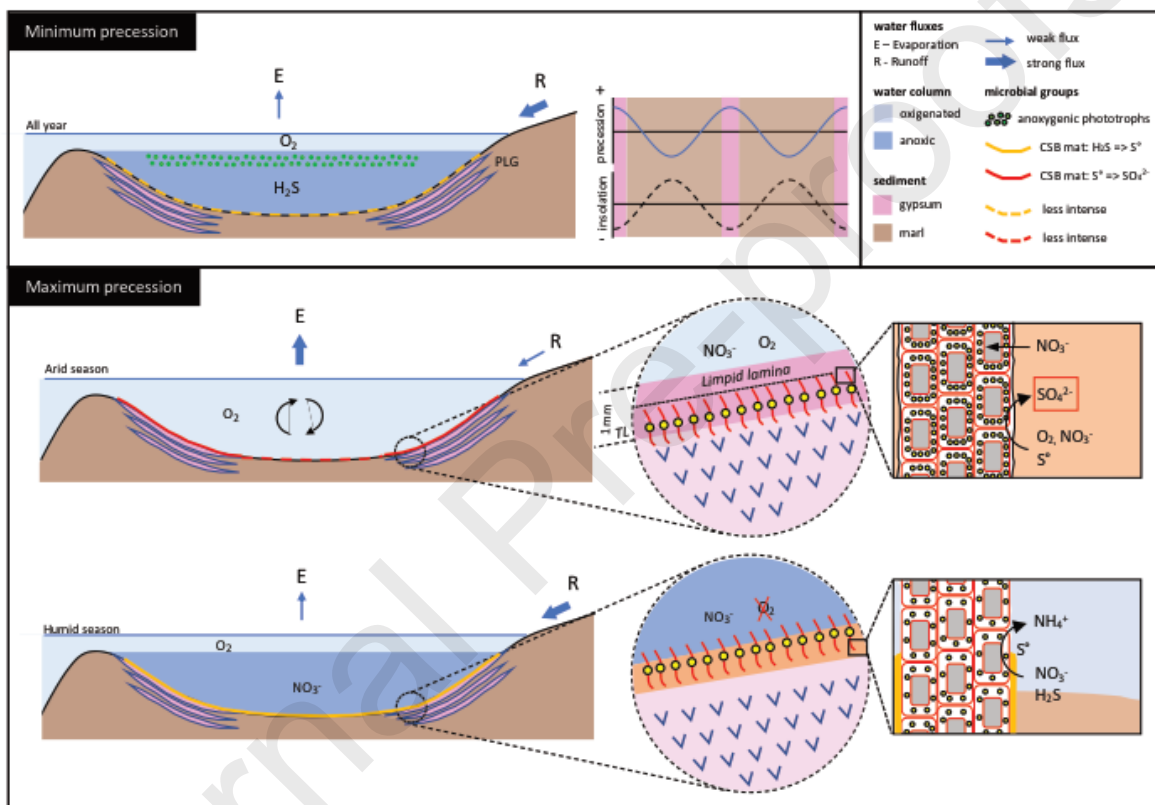 Minimum precession
E
R
All year
O₂
PLG
H₂S
+
precession
insolation
-
water fluxes
E – Evaporation
R - Runoff
weak flux
strong flux
water column
oxigenated
anoxic
microbial groups
anoxygenic phototrophs
CSB mat: H₂S => S°
CSB mat: S° => SO₄²⁻
sediment
gypsum
marl
less intense
less intense
Maximum precession
E
R
Arid season
O₂
NO₃⁻ O₂
Limpid lamina
1mm
TL
NO₃⁻
SO₄²⁻
O₂, NO₃⁻
S°
E
R
Humid season
O₂
NO₃⁻
NO₃⁻ O₂
NH₄⁺
S°
NO₃⁻
H₂S